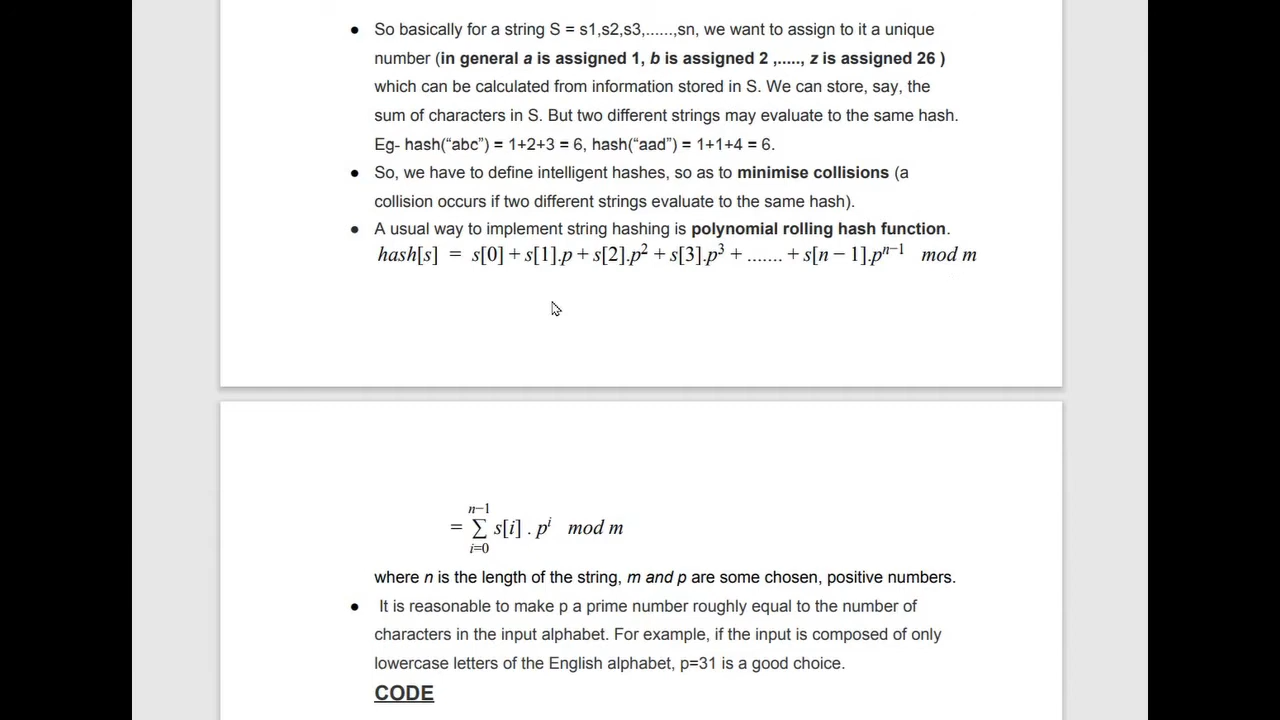 ● So basically for a string S = s1,s2,s3,......,sn, we want to assign to it a unique
number (in general a is assigned 1, b is assigned 2 ,....., z is assigned 26 )
which can be calculated from information stored in S. We can store, say, the
sum of characters in S. But two different strings may evaluate to the same hash.
Eg- hash(“abc”) = 1+2+3 = 6, hash(“aad”) = 1+1+4 = 6.
● So, we have to define intelligent hashes, so as to minimise collisions (a
collision occurs if two different strings evaluate to the same hash).
● A usual way to implement string hashing is polynomial rolling hash function.
hash[s] = s[0] + s[1].p + s[2].p² + s[3].p³ + ....... + s[n − 1].pⁿ⁻¹ mod m
n−1
= ∑ s[i] . pⁱ mod m
i=0
where n is the length of the string, m and p are some chosen, positive numbers.
● It is reasonable to make p a prime number roughly equal to the number of
characters in the input alphabet. For example, if the input is composed of only
lowercase letters of the English alphabet, p=31 is a good choice.
CODE